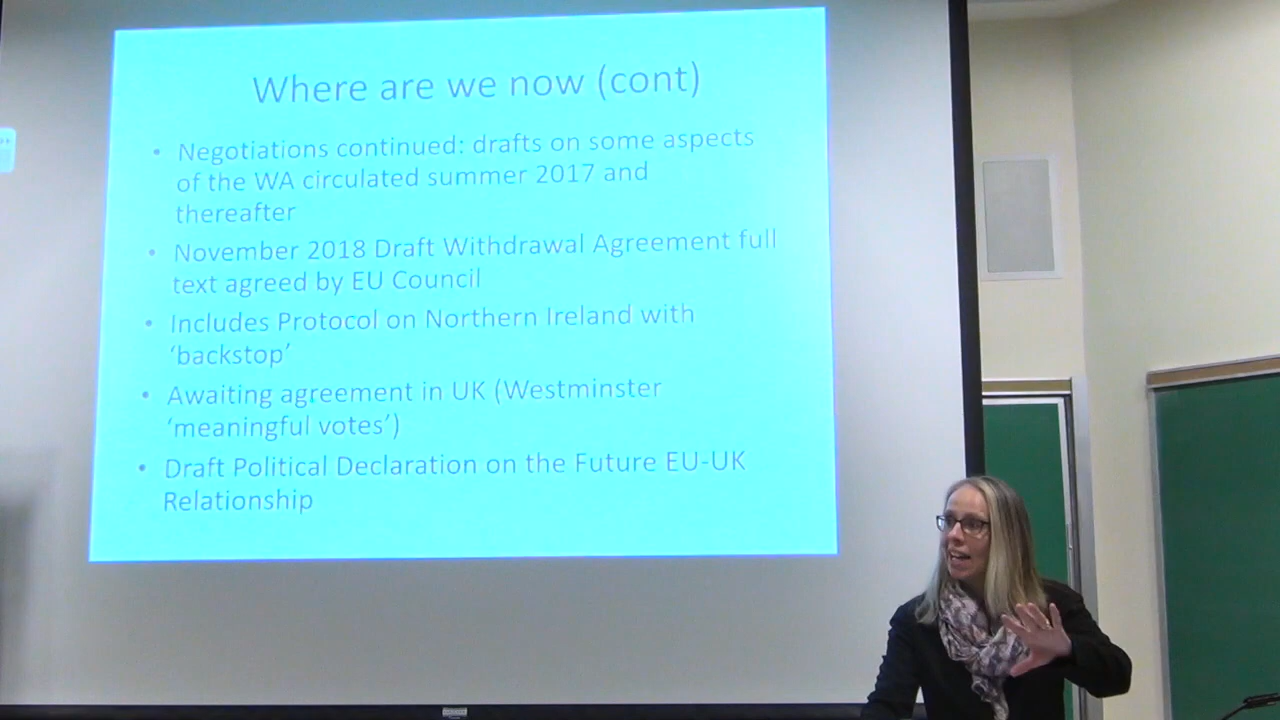 Where are we now (cont)
• Negotiations continued: drafts on some aspects
of the WA circulated summer 2017 and
thereafter
• November 2018 Draft Withdrawal Agreement full
text agreed by EU Council
• Includes Protocol on Northern Ireland with
‘backstop’
• Awaiting agreement in UK (Westminster
‘meaningful votes’)
• Draft Political Declaration on the Future EU-UK
Relationship